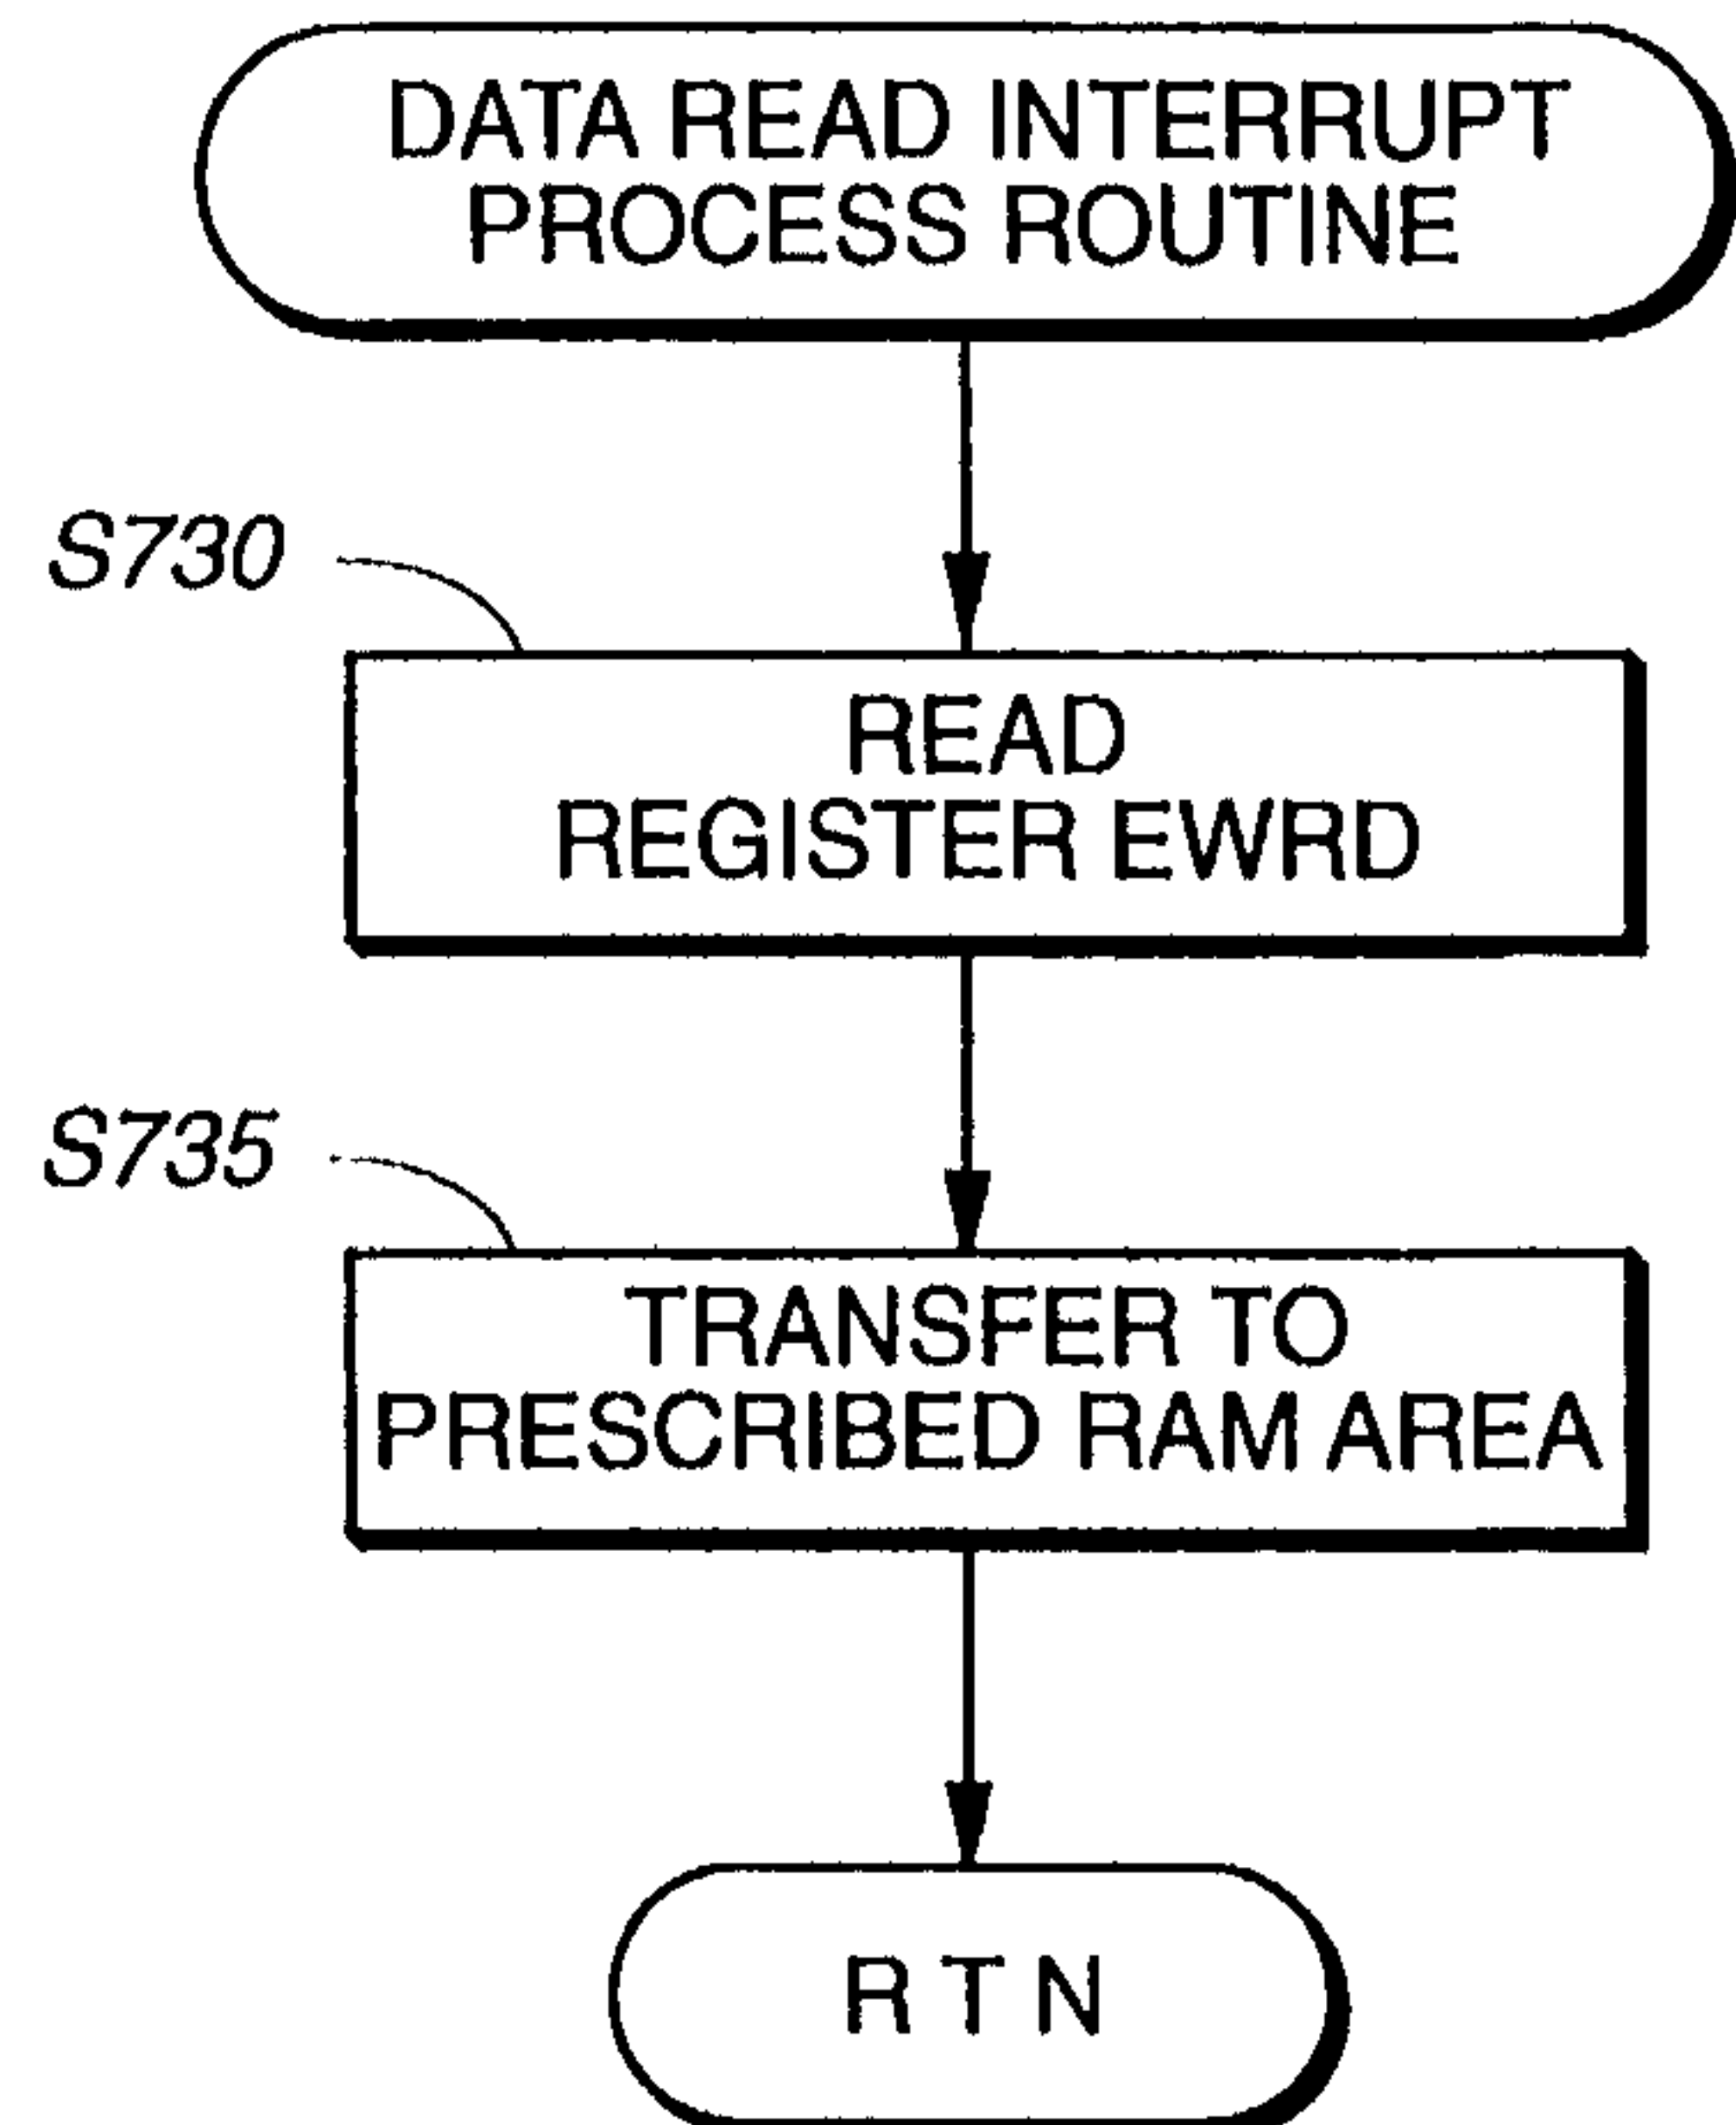 DATA READ INTERRUPT
PROCESS ROUTINE
S730
READ
REGISTER EWRD
S735
TRANSFER TO
PRESCRIBED RAM AREA
RTN